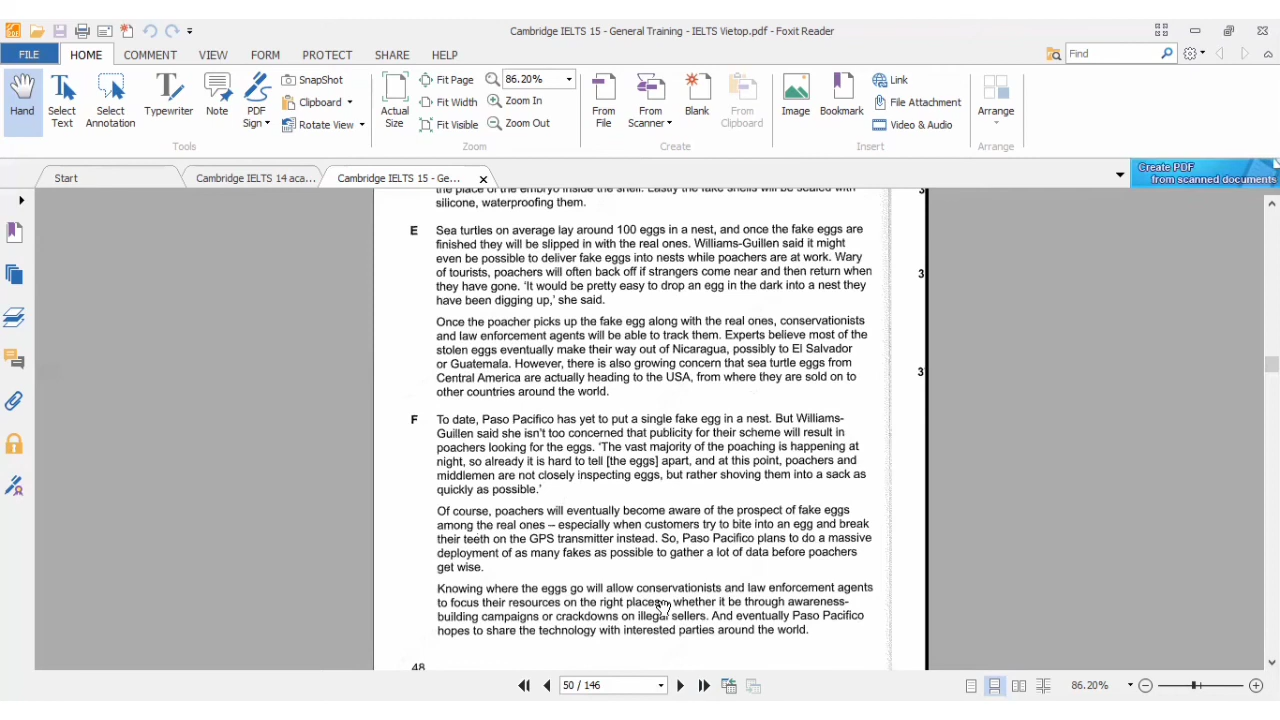 Cambridge IELTS 15 - General Training - IELTS Vietop.pdf - Foxit Reader
FILE HOME COMMENT VIEW FORM PROTECT SHARE HELP
Find
Hand
Select Text
Select Annotation
Typewriter
Note
PDF Sign
SnapShot
Clipboard
Rotate View
Tools
Actual Size
Fit Page
Fit Width
Fit Visible
86.20%
Zoom In
Zoom Out
Zoom
From File
From Scanner
Blank
From Clipboard
Create
Image
Bookmark
Link
File Attachment
Video & Audio
Insert
Arrange
Arrange
Start
Cambridge IELTS 14 aca...
Cambridge IELTS 15 - Ge...
Create PDF
from scanned documents
the place of the embryo inside the shell. Lastly the fake shells will be sealed with
silicone, waterproofing them.
E Sea turtles on average lay around 100 eggs in a nest, and once the fake eggs are
finished they will be slipped in with the real ones. Williams-Guillen said it might
even be possible to deliver fake eggs into nests while poachers are at work. Wary
of tourists, poachers will often back off if strangers come near and then return when
they have gone. 'It would be pretty easy to drop an egg in the dark into a nest they
have been digging up,' she said.
Once the poacher picks up the fake egg along with the real ones, conservationists
and law enforcement agents will be able to track them. Experts believe most of the
stolen eggs eventually make their way out of Nicaragua, possibly to El Salvador
or Guatemala. However, there is also growing concern that sea turtle eggs from
Central America are actually heading to the USA, from where they are sold on to
other countries around the world.
F To date, Paso Pacifico has yet to put a single fake egg in a nest. But Williams-
Guillen said she isn't too concerned that publicity for their scheme will result in
poachers looking for the eggs. 'The vast majority of the poaching is happening at
night, so already it is hard to tell [the eggs] apart, and at this point, poachers and
middlemen are not closely inspecting eggs, but rather shoving them into a sack as
quickly as possible.'
Of course, poachers will eventually become aware of the prospect of fake eggs
among the real ones – especially when customers try to bite into an egg and break
their teeth on the GPS transmitter instead. So, Paso Pacifico plans to do a massive
deployment of as many fakes as possible to gather a lot of data before poachers
get wise.
Knowing where the eggs go will allow conservationists and law enforcement agents
to focus their resources on the right places, whether it be through awareness-
building campaigns or crackdowns on illegal sellers. And eventually Paso Pacifico
hopes to share the technology with interested parties around the world.
48
3
3
3
50 / 146
86.20%